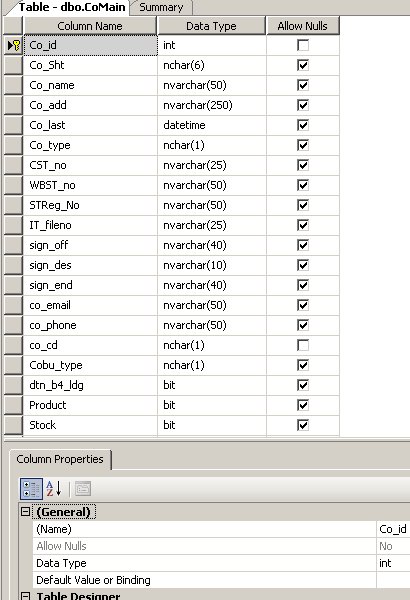 Table - dbo.CoMain Summary
Column Name Data Type Allow Nulls
Co_id int
Co_Sht nchar(6)
Co_name nvarchar(50)
Co_add nvarchar(250)
Co_last datetime
Co_type nchar(1)
CST_no nvarchar(25)
WBST_no nvarchar(50)
STReg_No nvarchar(50)
IT_fileno nvarchar(25)
sign_off nvarchar(40)
sign_des nvarchar(10)
sign_end nvarchar(40)
co_email nvarchar(50)
co_phone nvarchar(50)
co_cd nchar(1)
Cobu_type nchar(1)
dtn_b4_ldg bit
Product bit
Stock bit
Column Properties
(General)
(Name) Co_id
Allow Nulls No
Data Type int
Default Value or Binding
Table Designer